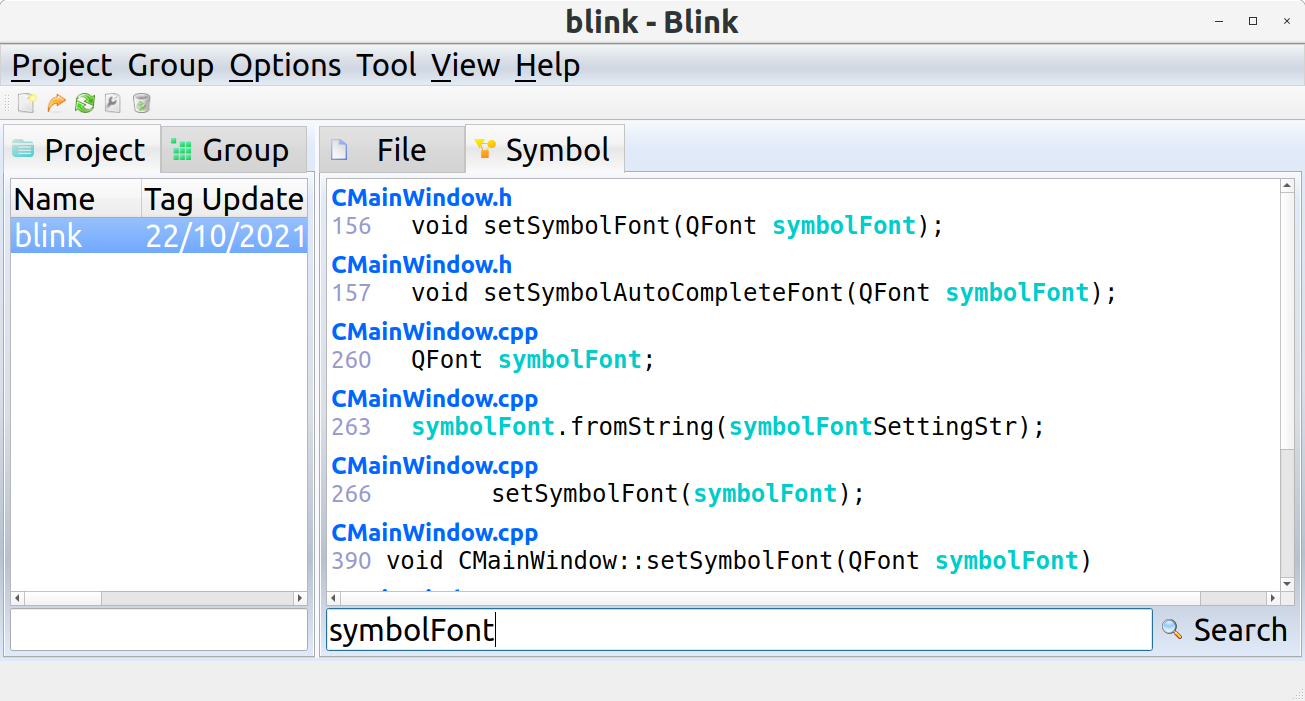 blink - Blink
Project Group Options Tool View Help
Project Group
File Symbol
Name Tag Update
blink 22/10/2021
CMainWindow.h
156 void setSymbolFont(QFont symbolFont);
CMainWindow.h
157 void setSymbolAutoCompleteFont(QFont symbolFont);
CMainWindow.cpp
260 QFont symbolFont;
CMainWindow.cpp
263 symbolFont.fromString(symbolFontSettingStr);
CMainWindow.cpp
266 setSymbolFont(symbolFont);
CMainWindow.cpp
390 void CMainWindow::setSymbolFont(QFont symbolFont)
symbolFont Search